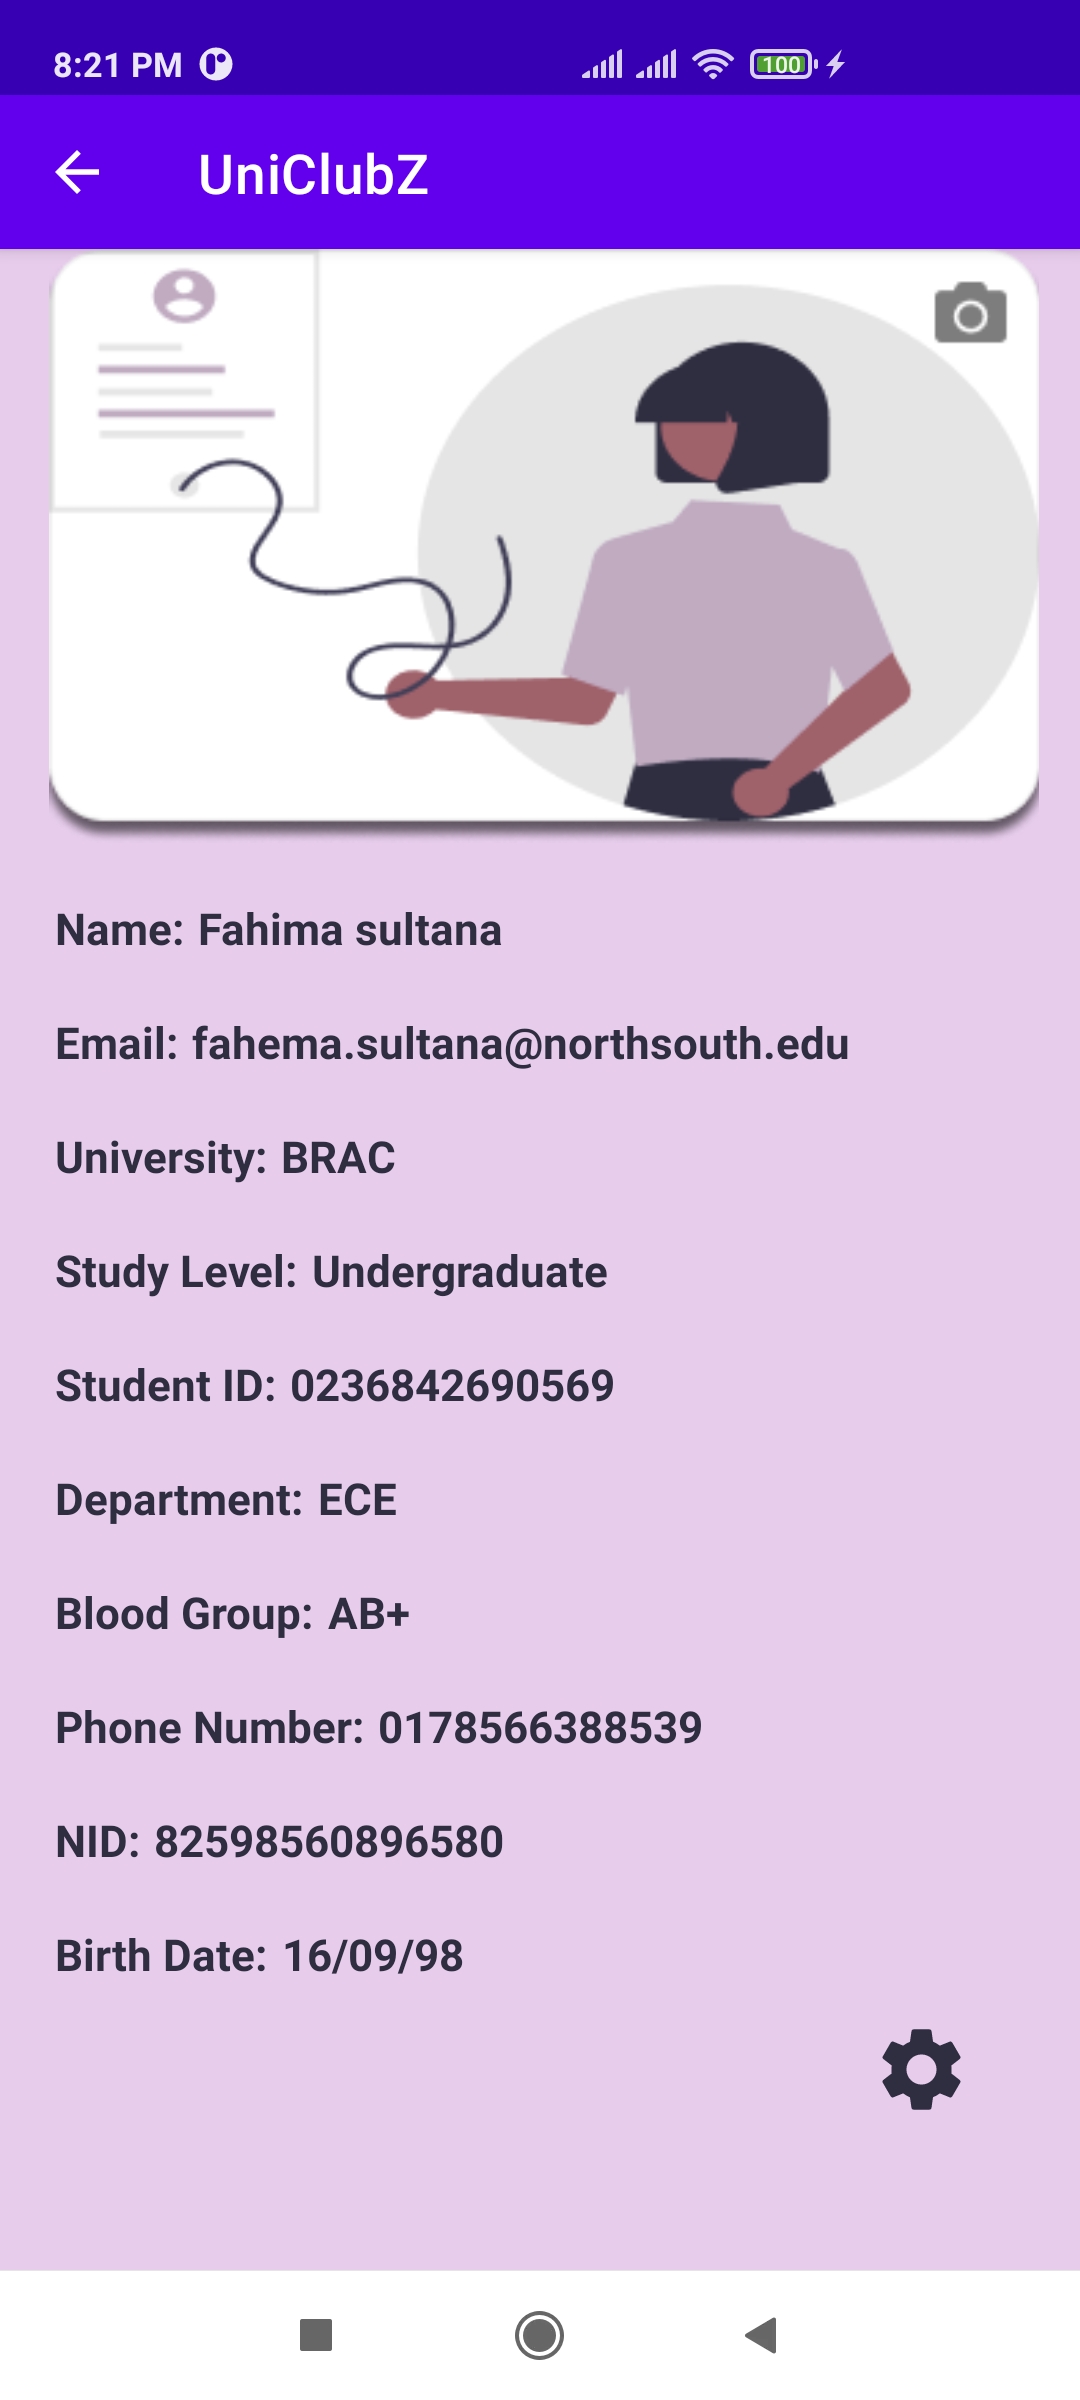 8:21 PM
100
UniClubZ
Name: Fahima sultana
Email: fahema.sultana@northsouth.edu
University: BRAC
Study Level: Undergraduate
Student ID: 0236842690569
Department: ECE
Blood Group: AB+
Phone Number: 0178566388539
NID: 82598560896580
Birth Date: 16/09/98